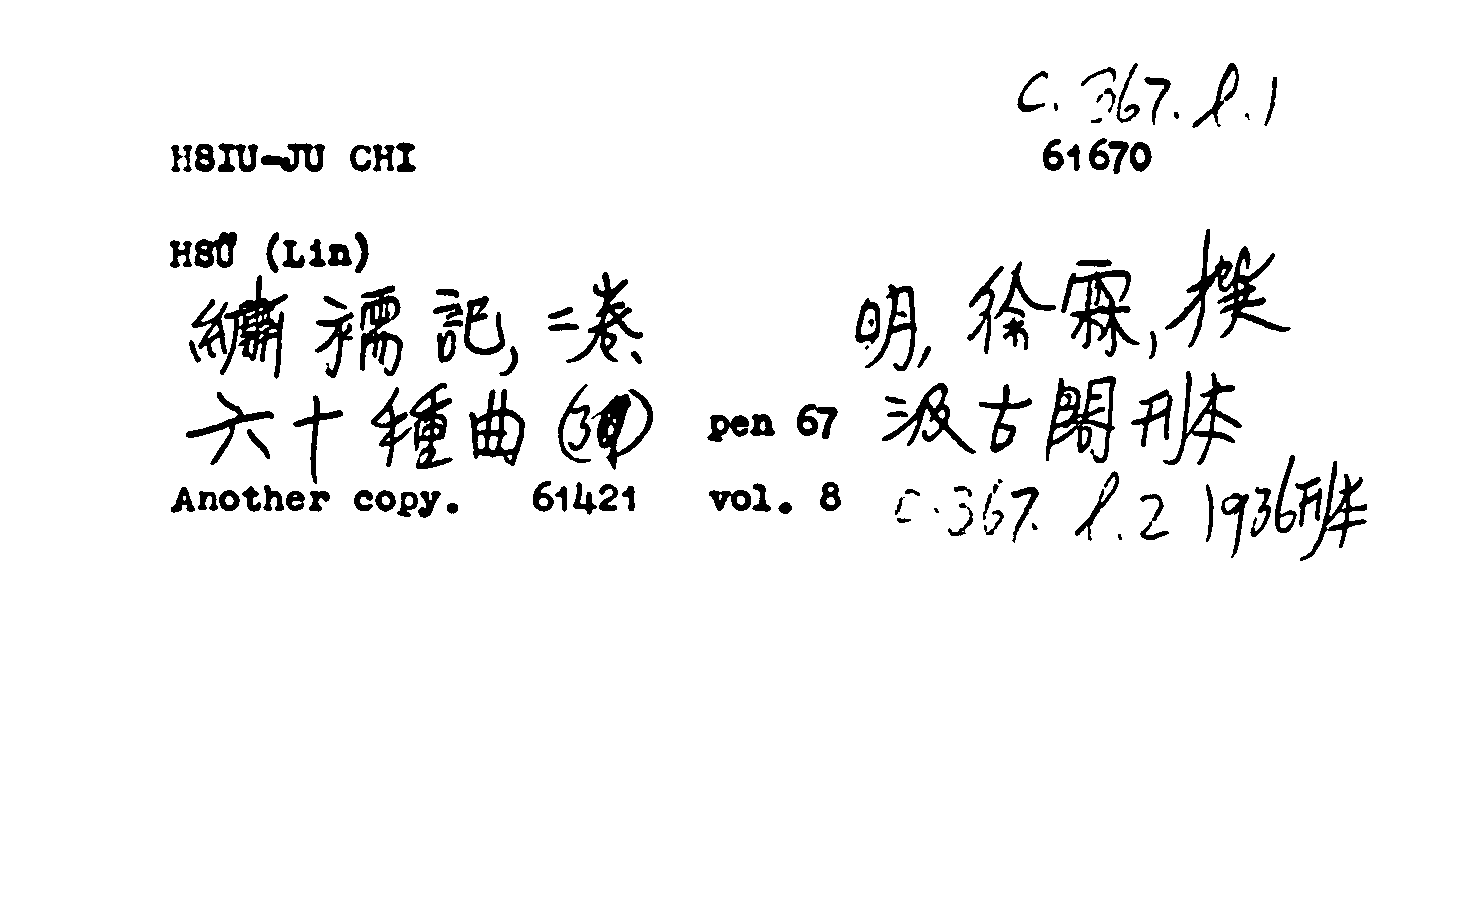 C. 367. l. 1
HSIU-JU CHI 61670
HSÜ (Lin)
繡襦記, 二卷、 明, 徐霖, 撰
六十種曲 pen 67 汲古閣刊本
Another copy. 61421 vol. 8 C. 367. l. 2 1936刊本